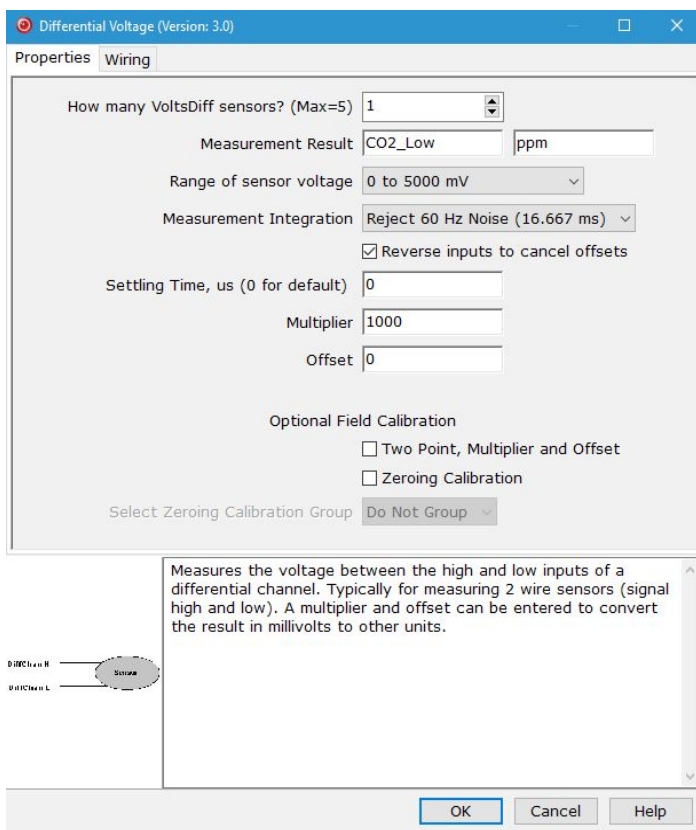 Differential Voltage (Version: 3.0)
Properties Wiring
How many VoltsDiff sensors? (Max=5) 1
Measurement Result CO2_Low ppm
Range of sensor voltage 0 to 5000 mV
Measurement Integration Reject 60 Hz Noise (16.667 ms)
Reverse inputs to cancel offsets
Settling Time, us (0 for default) 0
Multiplier 1000
Offset 0
Optional Field Calibration
Two Point, Multiplier and Offset
Zeroing Calibration
Select Zeroing Calibration Group Do Not Group
Measures the voltage between the high and low inputs of a
differential channel. Typically for measuring 2 wire sensors (signal
high and low). A multiplier and offset can be entered to convert
the result in millivolts to other units.
DiffChan H
Sensor
DiffChan L
OK Cancel Help